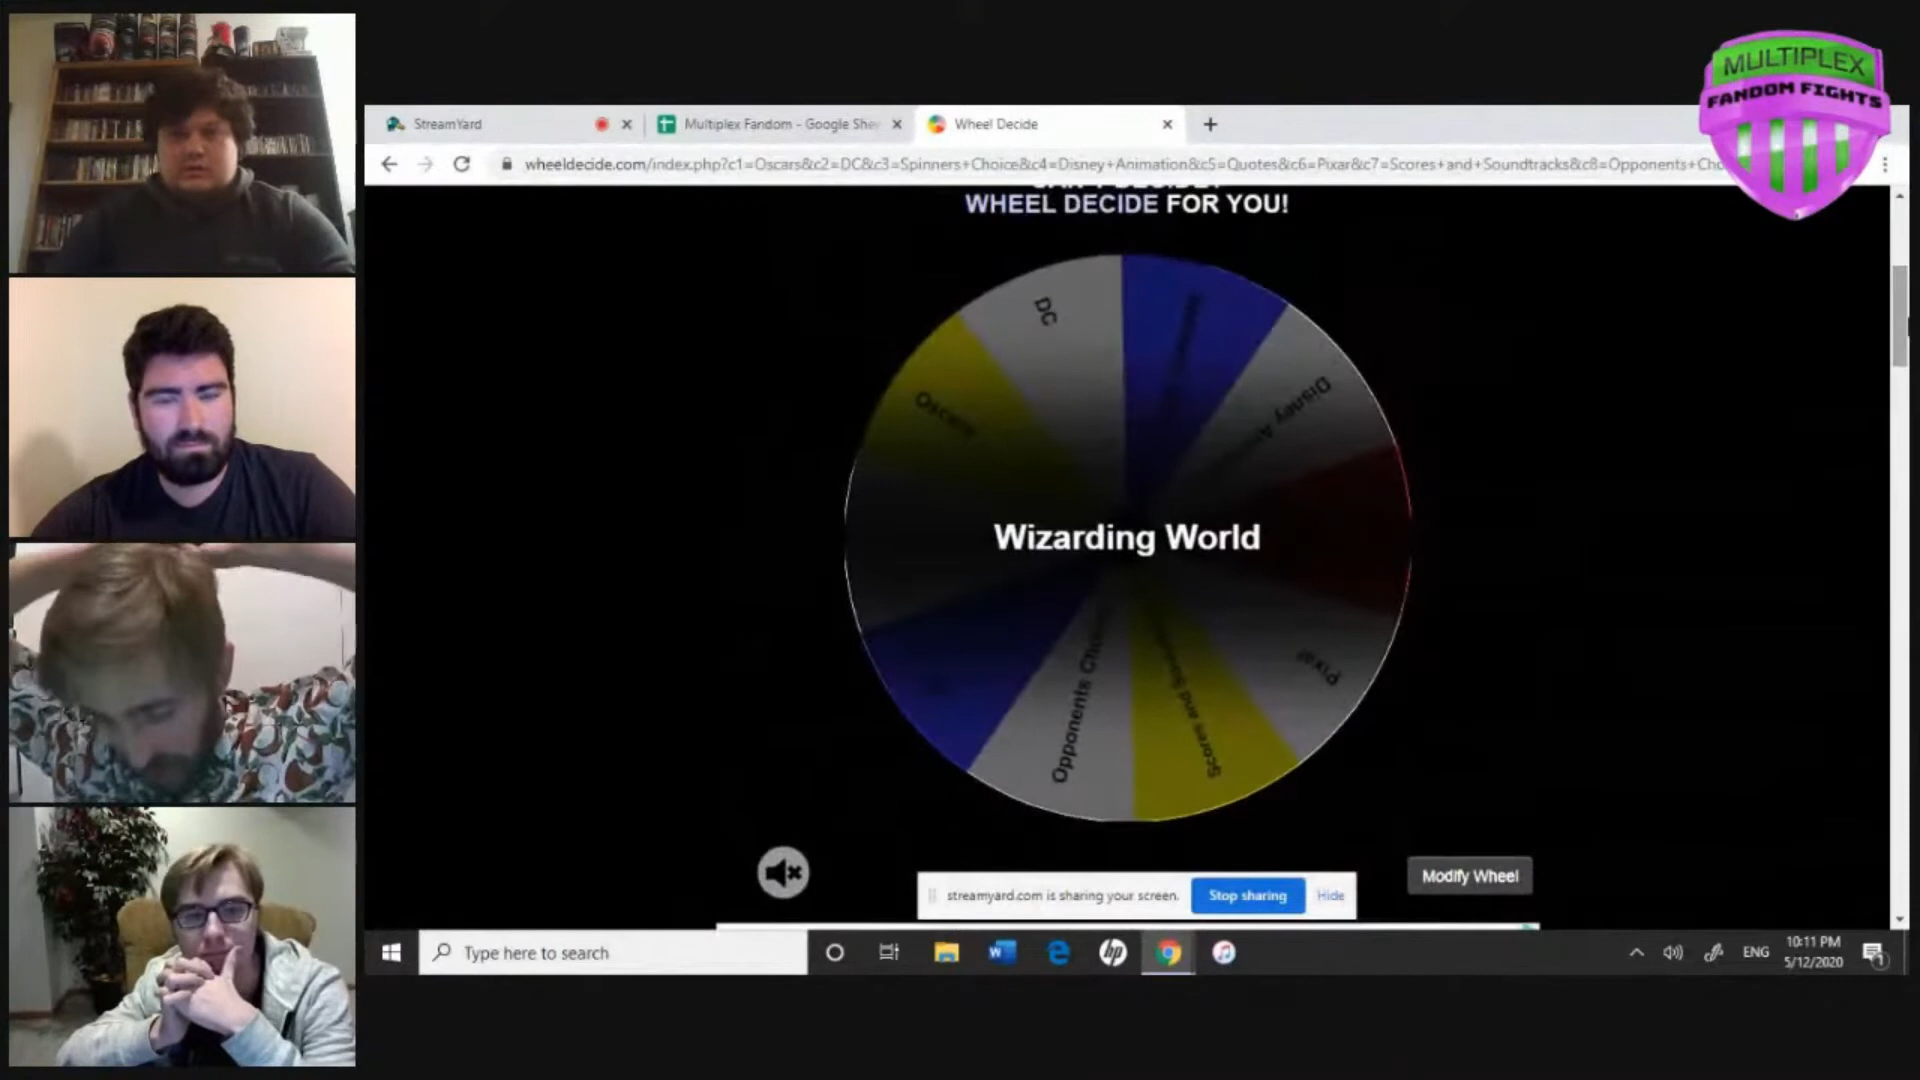 MULTIPLEX
FANDOM FIGHTS
StreamYard
Multiplex Fandom - Google She
Wheel Decide
wheeldecide.com/index.php?c1=Oscars&c2=DC&c3=Spinners+Choice&c4=Disney+Animation&c5=Quotes&c6=Pixar&c7=Scores+and+Soundtracks&c8=Opponents+Cho
WHEEL DECIDE FOR YOU!
DC
Disney
Oscars
Wizarding World
Pixar
Opponents
Scores and
Modify Wheel
streamyard.com is sharing your screen.
Stop sharing
Hide
Type here to search
ENG
10:11 PM
5/12/2020
1